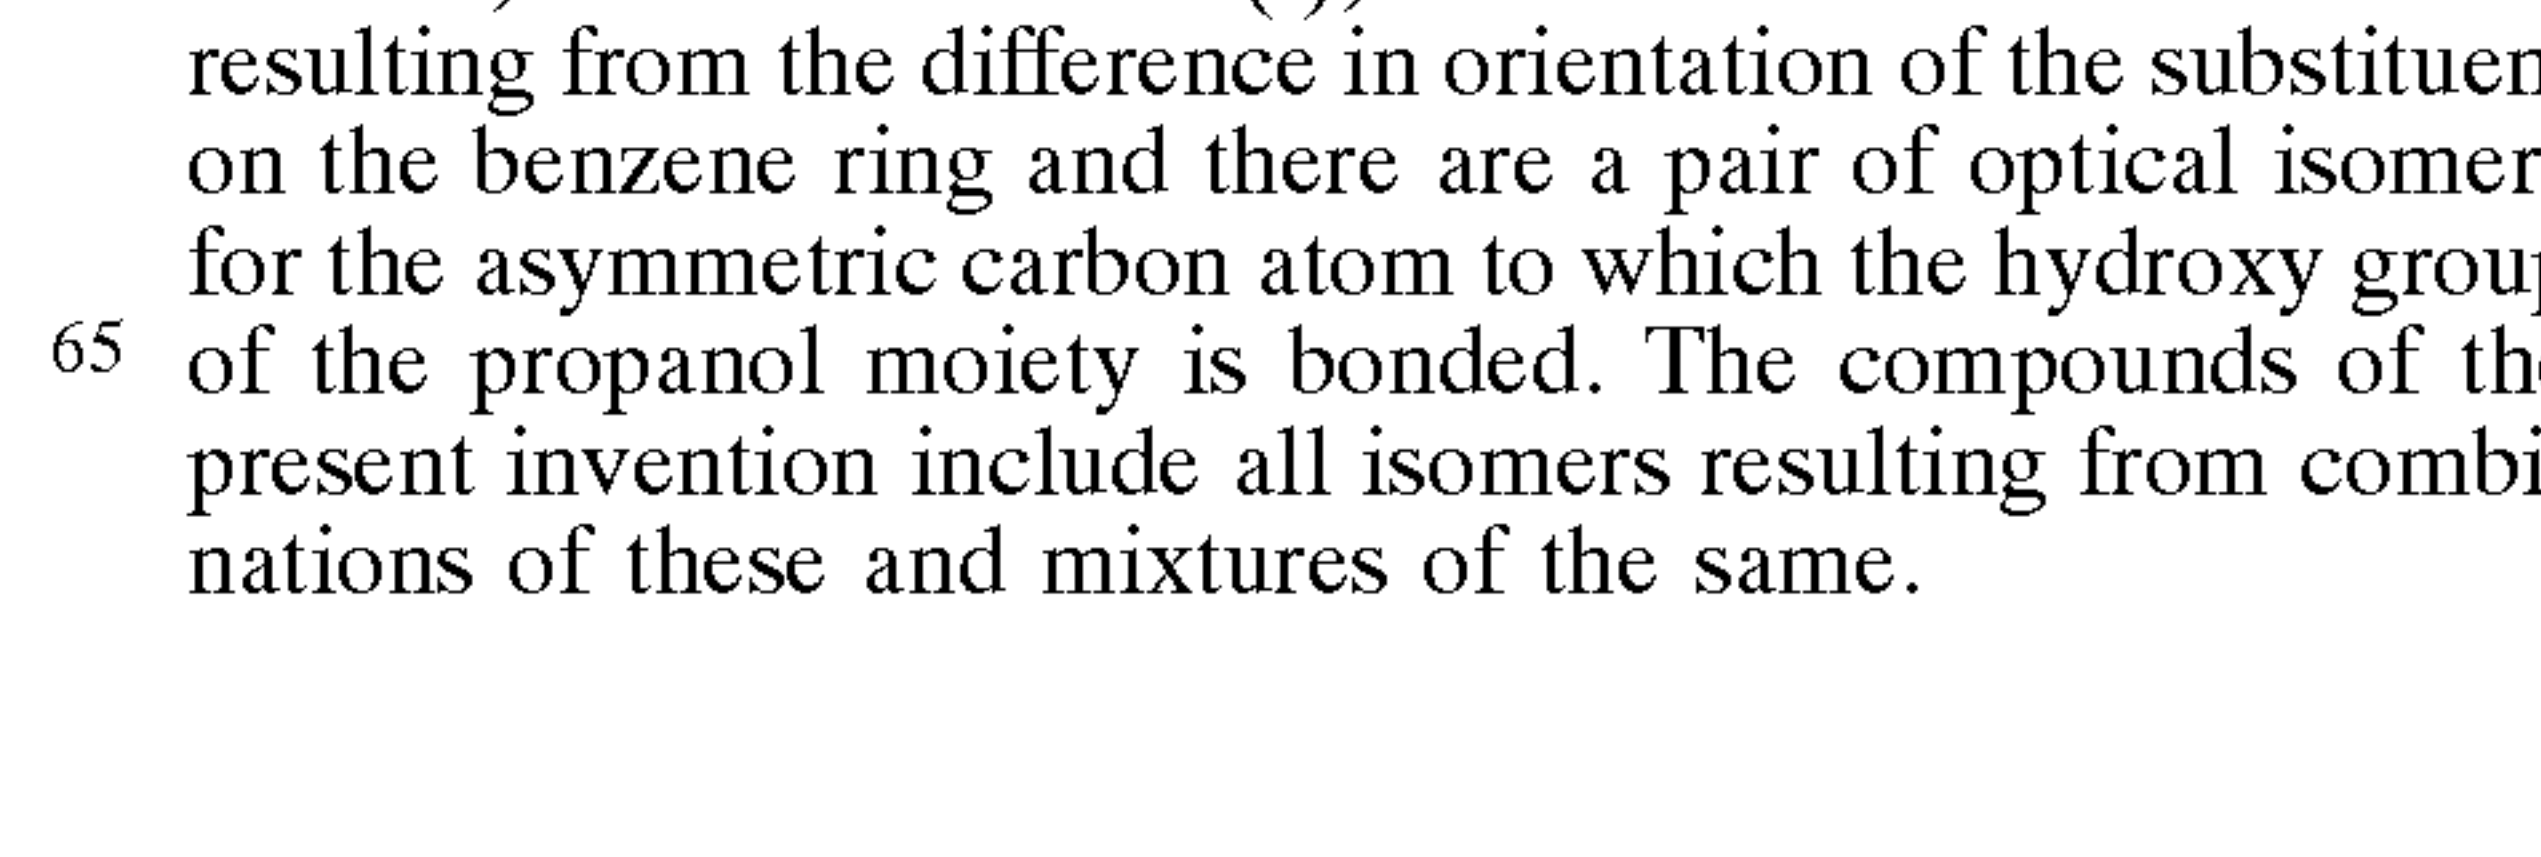 resulting from the difference in orientation of the substituen
on the benzene ring and there are a pair of optical isomer
for the asymmetric carbon atom to which the hydroxy group
65 of the propanol moiety is bonded. The compounds of the
present invention include all isomers resulting from combi
nations of these and mixtures of the same.